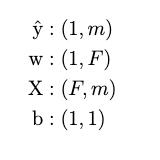 ŷ : (1, m)
w : (1, F)
X : (F, m)
b : (1, 1)